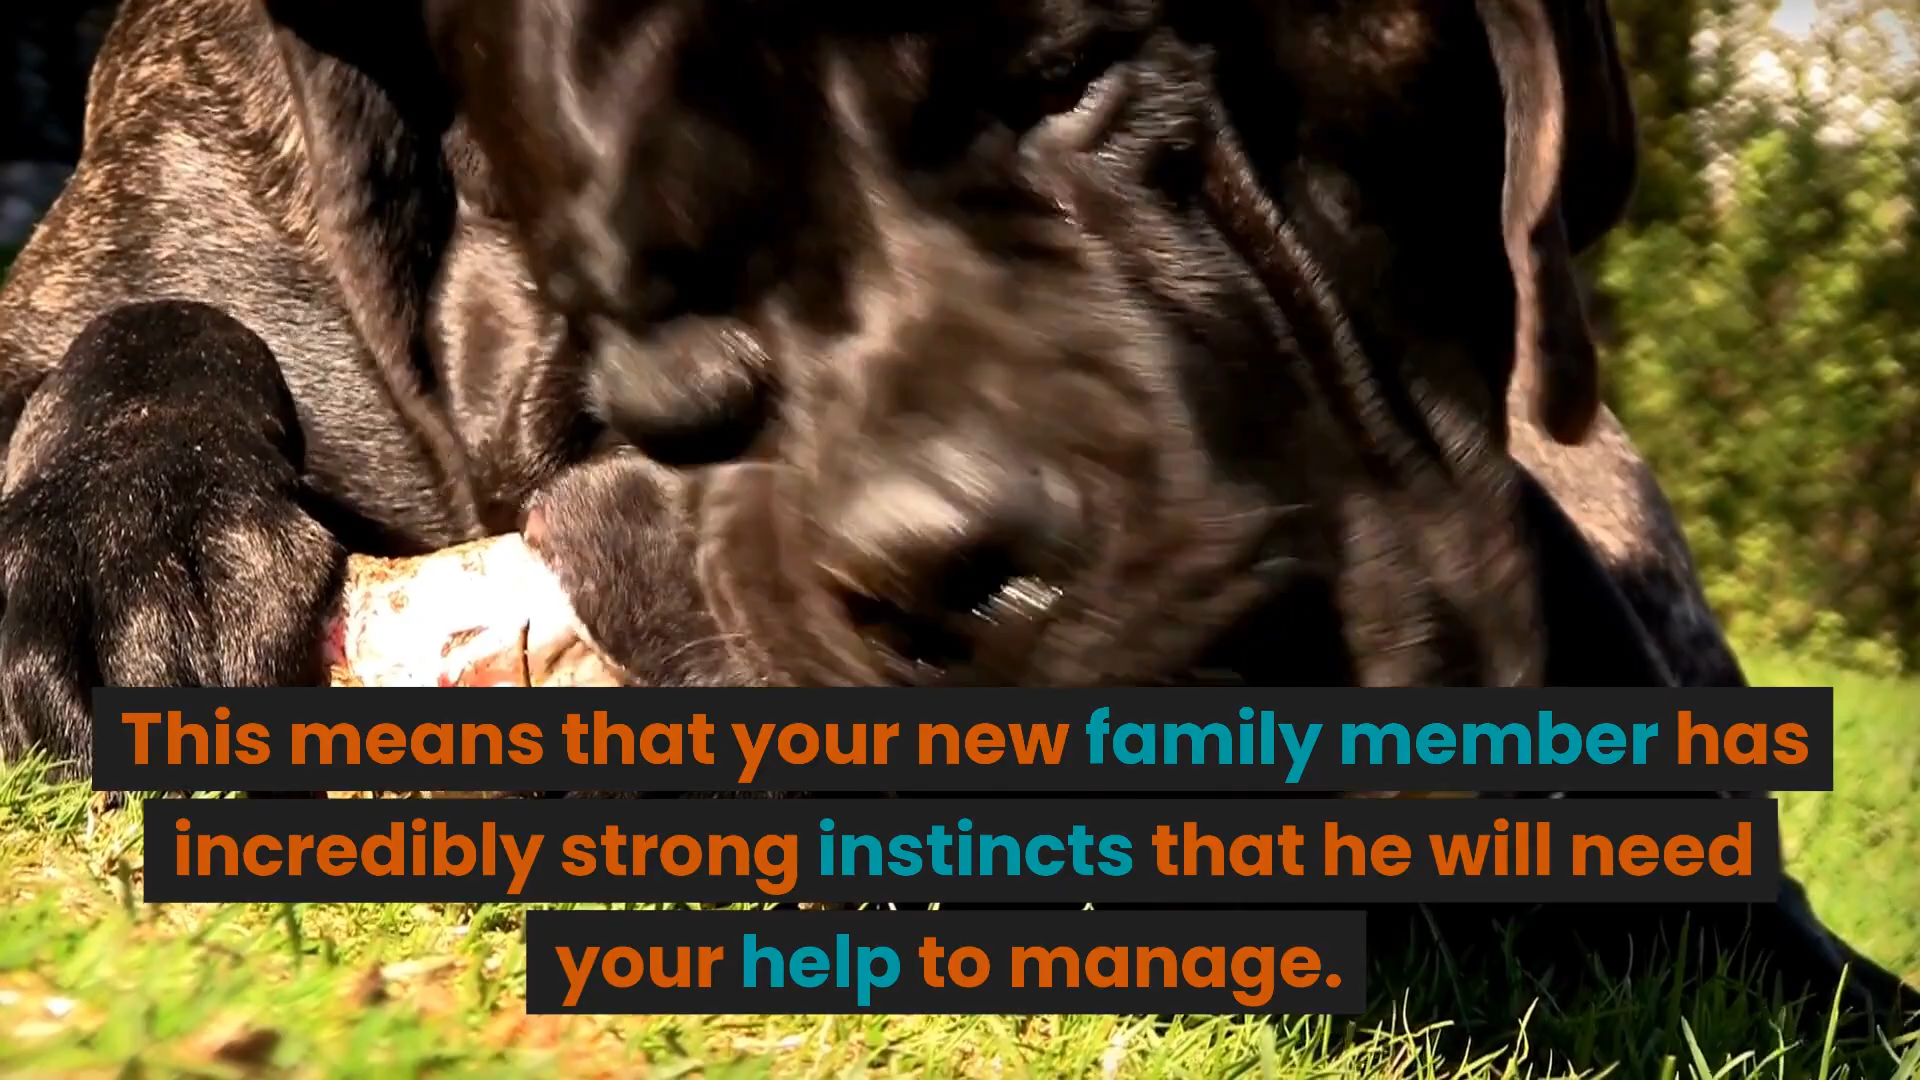 This means that your new family member has
incredibly strong instincts that he will need
your help to manage.